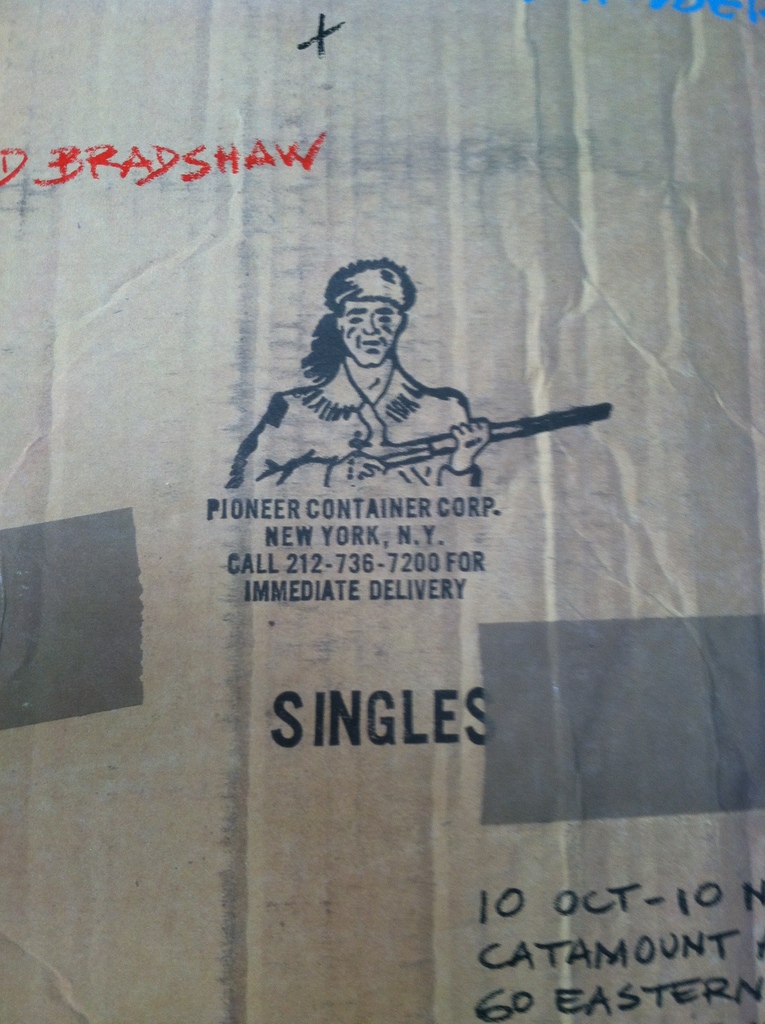 D BRADSHAW
PIONEER CONTAINER CORP.
NEW YORK, N.Y.
CALL 212-736-7200 FOR
IMMEDIATE DELIVERY
SINGLES
10 OCT-10 N
CATAMOUNT
60 EASTERN